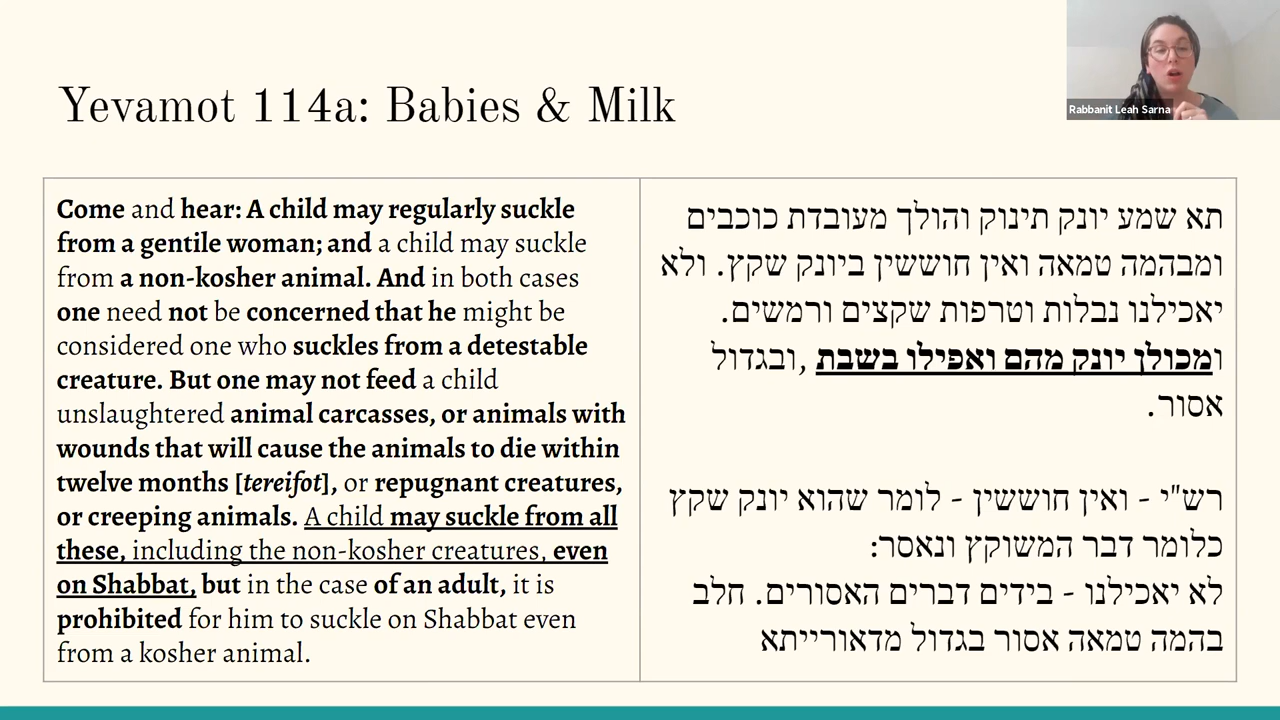 Yevamot 114a: Babies & Milk
Rabbanit Leah Sarna
Come and hear: A child may regularly suckle
from a gentile woman; and a child may suckle
from a non-kosher animal. And in both cases
one need not be concerned that he might be
considered one who suckles from a detestable
creature. But one may not feed a child
unslaughtered animal carcasses, or animals with
wounds that will cause the animals to die within
twelve months [tereifot], or repugnant creatures,
or creeping animals. A child may suckle from all
these, including the non-kosher creatures, even
on Shabbat, but in the case of an adult, it is
prohibited for him to suckle on Shabbat even
from a kosher animal.
תא שמע יונק תינוק והולך מעובדת כוכבים
ומבהמה טמאה ואין חוששין ביונק שקץ. ולא
יאכילנו נבלות וטרפות שקצים ורמשים.
ומכולן יונק מהם ואפילו בשבת ,ובגדול
אסור.
רש"י - ואין חוששין - לומר שהוא יונק שקץ
כלומר דבר המשוקץ ונאסר:
לא יאכילנו - בידים דברים האסורים. חלב
בהמה טמאה אסור בגדול מדאורייתא